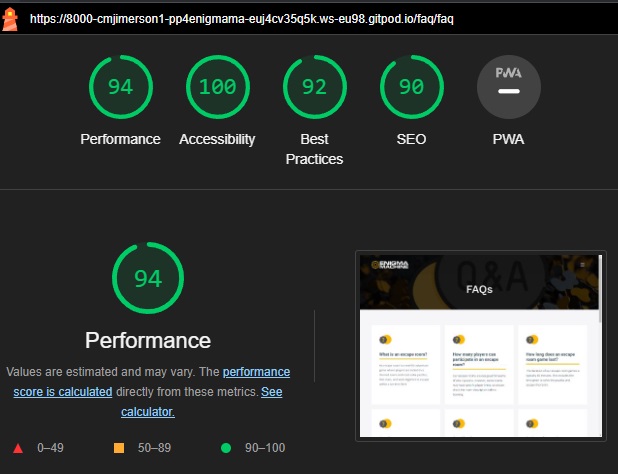 https://8000-cmjimerson1-pp4enigmama-euj4cv35q5k.ws-eu98.gitpod.io/faq/faq
94
100
92
90
PWA
Performance
Accessibility
Best
Practices
SEO
PWA
94
Performance
Values are estimated and may vary. The performance
score is calculated directly from these metrics. See
calculator.
0–49
50–89
90–100
ENIGMA
MACHINE
Q&A
FAQs
What is an escape room?
How many players can
participate in an escape
room game?
How long does an escape
room game last?